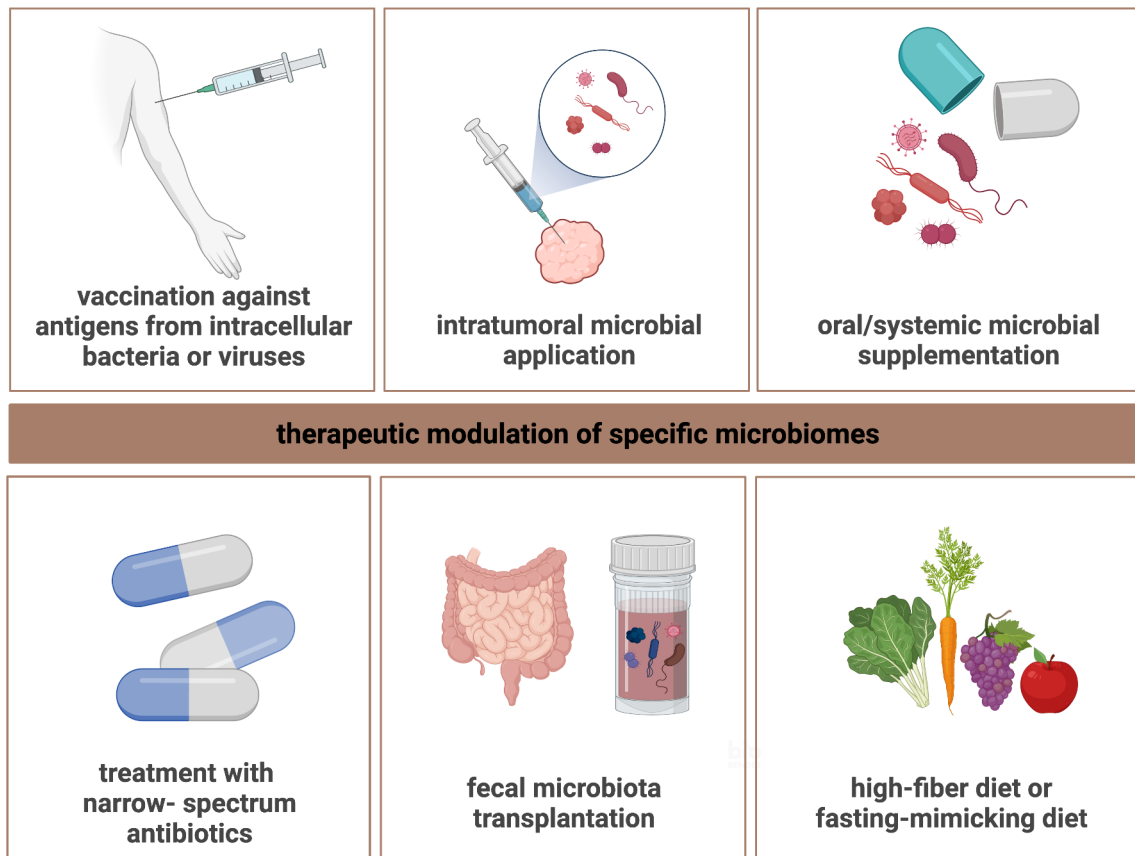 vaccination against
antigens from intracellular
bacteria or viruses
intratumoral microbial
application
oral/systemic microbial
supplementation
therapeutic modulation of specific microbiomes
treatment with
narrow- spectrum
antibiotics
fecal microbiota
transplantation
high-fiber diet or
fasting-mimicking diet